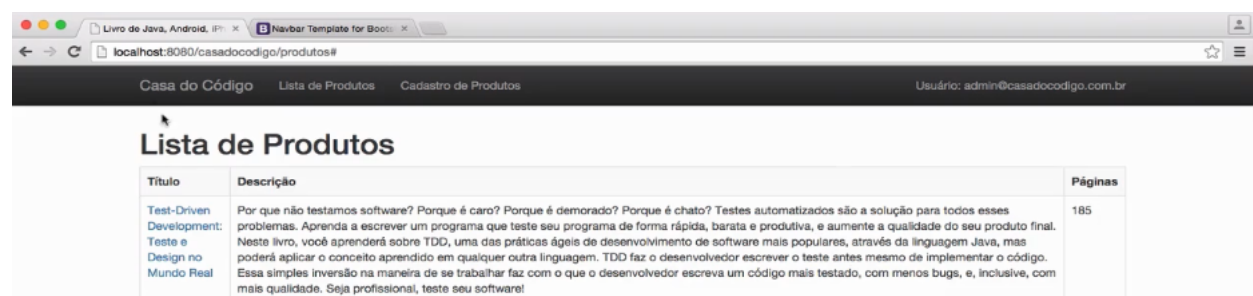 Livro de Java, Android, iPh
Navbar Template for Boots
localhost:8080/casadocodigo/produtos#
Casa do Código Lista de Produtos Cadastro de Produtos Usuário: admin@casadocodigo.com.br
Lista de Produtos
Título Descrição Páginas
Test-Driven Por que não testamos software? Porque é caro? Porque é demorado? Porque é chato? Testes automatizados são a solução para todos esses 185
Development: problemas. Aprenda a escrever um programa que teste seu programa de forma rápida, barata e produtiva, e aumente a qualidade do seu produto final.
Teste e Neste livro, você aprenderá sobre TDD, uma das práticas ágeis de desenvolvimento de software mais populares, através da linguagem Java, mas
Design no poderá aplicar o conceito aprendido em qualquer outra linguagem. TDD faz o desenvolvedor escrever o teste antes mesmo de implementar o código.
Mundo Real Essa simples inversão na maneira de se trabalhar faz com o que o desenvolvedor escreva um código mais testado, com menos bugs, e, inclusive, com
mais qualidade. Seja profissional, teste seu software!